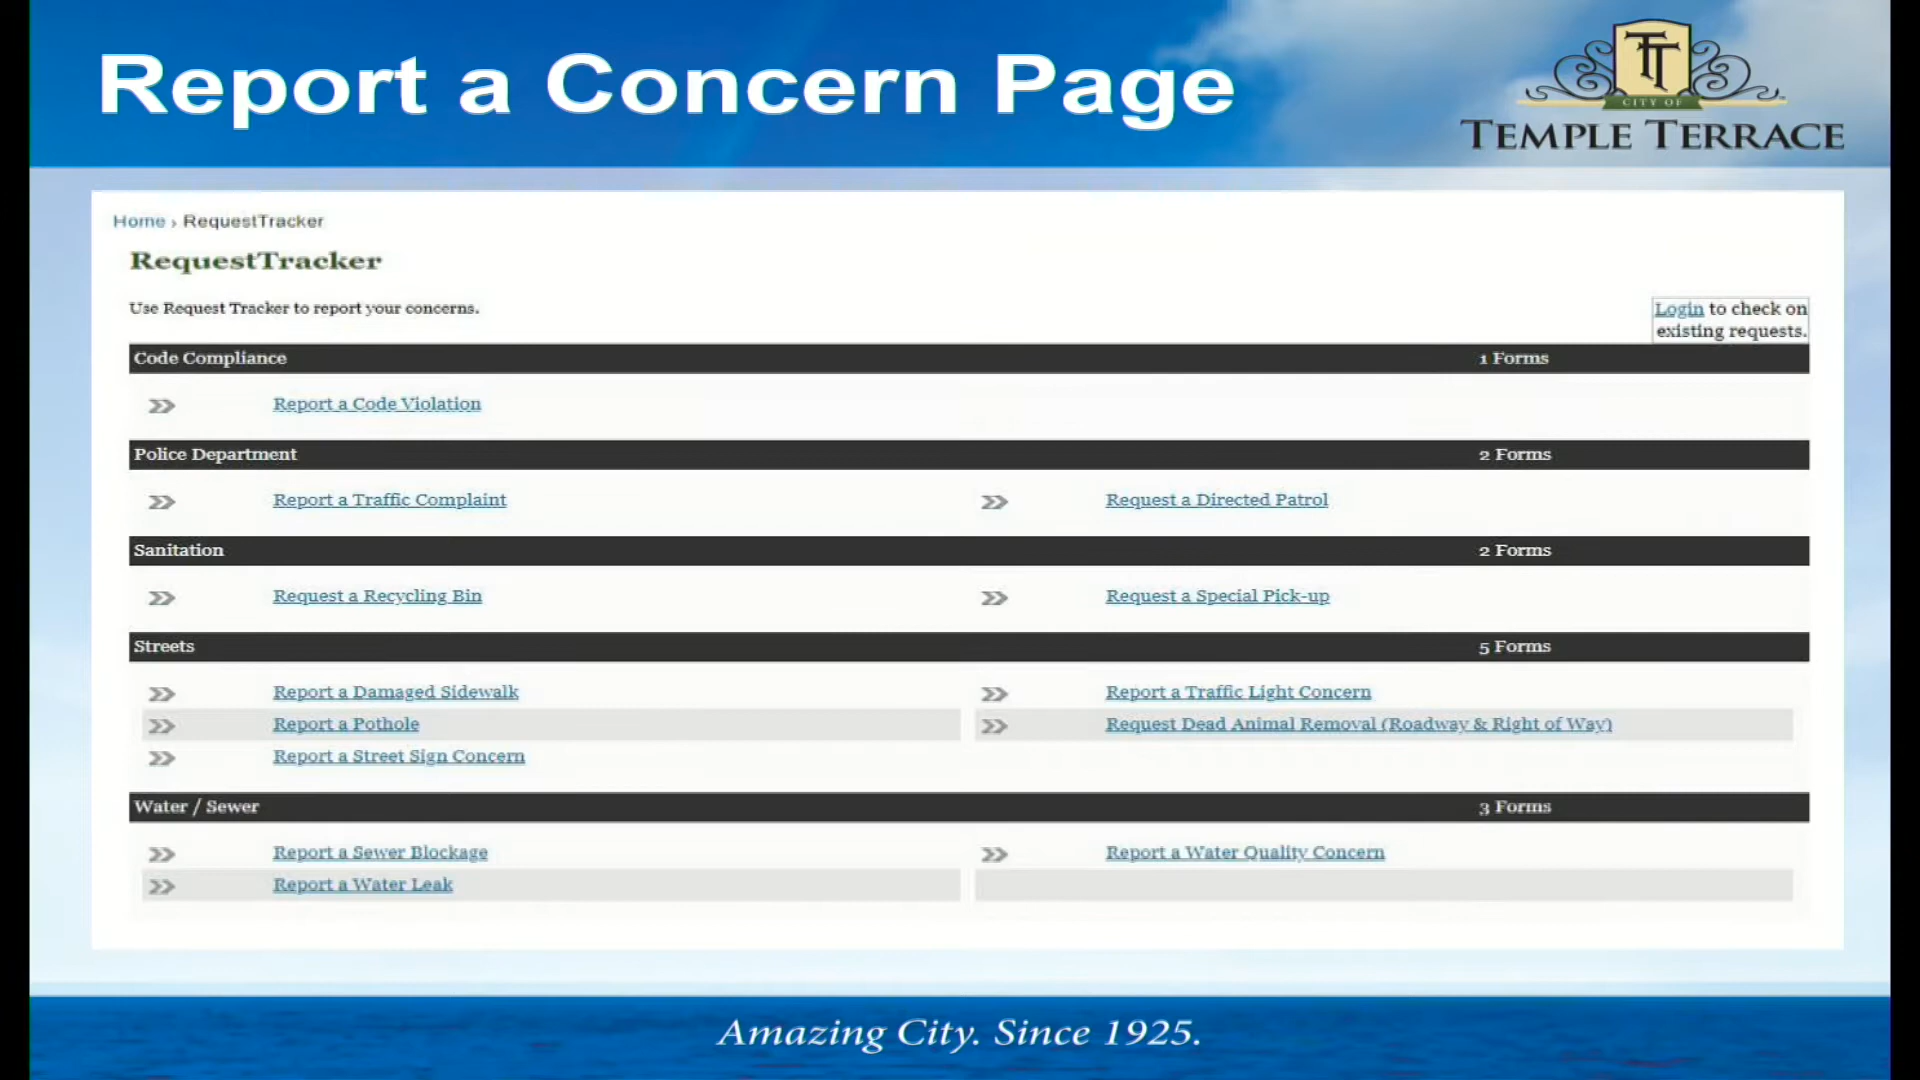 Report a Concern Page
TT
CITY OF
TEMPLE TERRACE
Home › RequestTracker
RequestTracker
Use Request Tracker to report your concerns.
Login to check on
existing requests.
Code Compliance 1 Forms
Report a Code Violation
Police Department 2 Forms
Report a Traffic Complaint Request a Directed Patrol
Sanitation 2 Forms
Request a Recycling Bin Request a Special Pick-up
Streets 5 Forms
Report a Damaged Sidewalk Report a Traffic Light Concern
Report a Pothole Request Dead Animal Removal (Roadway & Right of Way)
Report a Street Sign Concern
Water / Sewer 3 Forms
Report a Sewer Blockage Report a Water Quality Concern
Report a Water Leak
Amazing City. Since 1925.